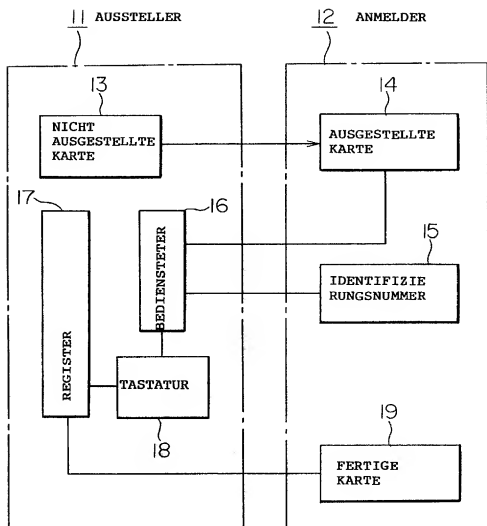 11 AUSSTELLER
12 ANMELDER
13
NICHT
AUSGESTELLTE
KARTE
14
AUSGESTELLTE
KARTE
17
REGISTER
16
BEDIENSTETER
15
IDENTIFIZIE
RUNGSNUMMER
TASTATUR
18
19
FERTIGE
KARTE